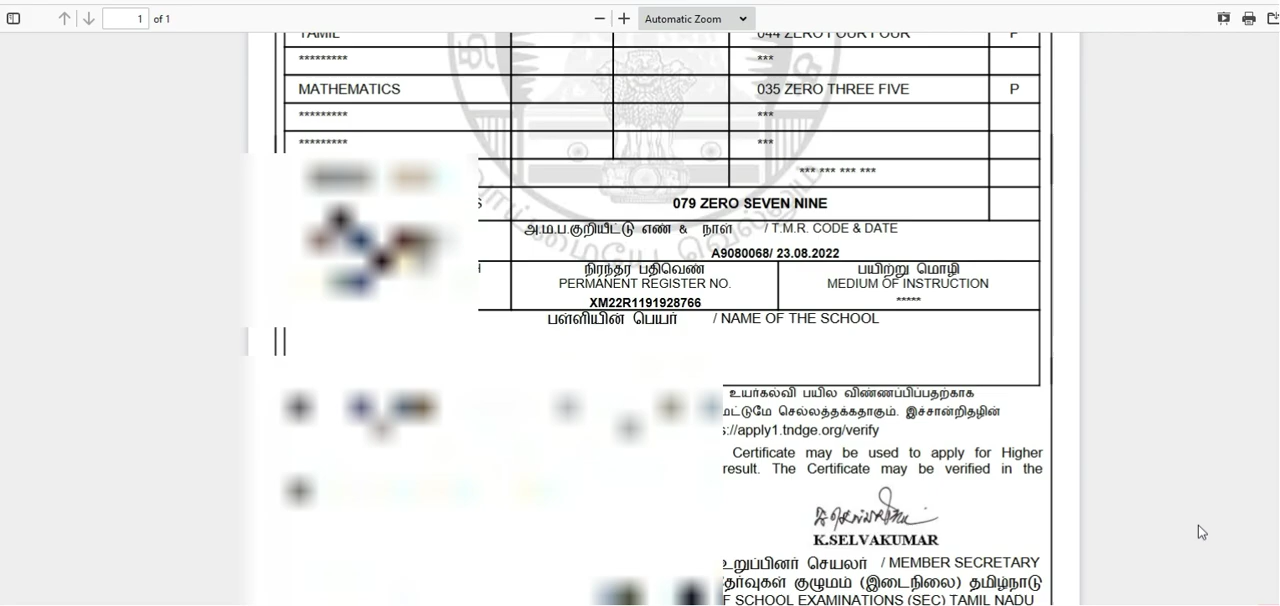 1 of 1 Automatic Zoom
TAMIL 044 ZERO FOUR FOUR P
********* ***
MATHEMATICS 035 ZERO THREE FIVE P
********* ***
********* ***
*** *** *** ***
079 ZERO SEVEN NINE
அ.ம.ப.குறியீட்டு எண் & நாள் / T.M.R. CODE & DATE
A9080068/ 23.08.2022
நிரந்தர பதிவெண் பயிற்று மொழி
PERMANENT REGISTER NO. MEDIUM OF INSTRUCTION
XM22R1191928766 *****
பள்ளியின் பெயர் / NAME OF THE SCHOOL
உயர்கல்வி பயில விண்ணப்பிப்பதற்காக
மட்டுமே செல்லத்தக்கதாகும். இச்சான்றிதழின்
s://apply1.tndge.org/verify
Certificate may be used to apply for Higher
result. The Certificate may be verified in the
K.SELVAKUMAR
உறுப்பினர் செயலர் / MEMBER SECRETARY
தேர்வுகள் குழுமம் (இடைநிலை) தமிழ்நாடு
OF SCHOOL EXAMINATIONS (SEC) TAMIL NADU